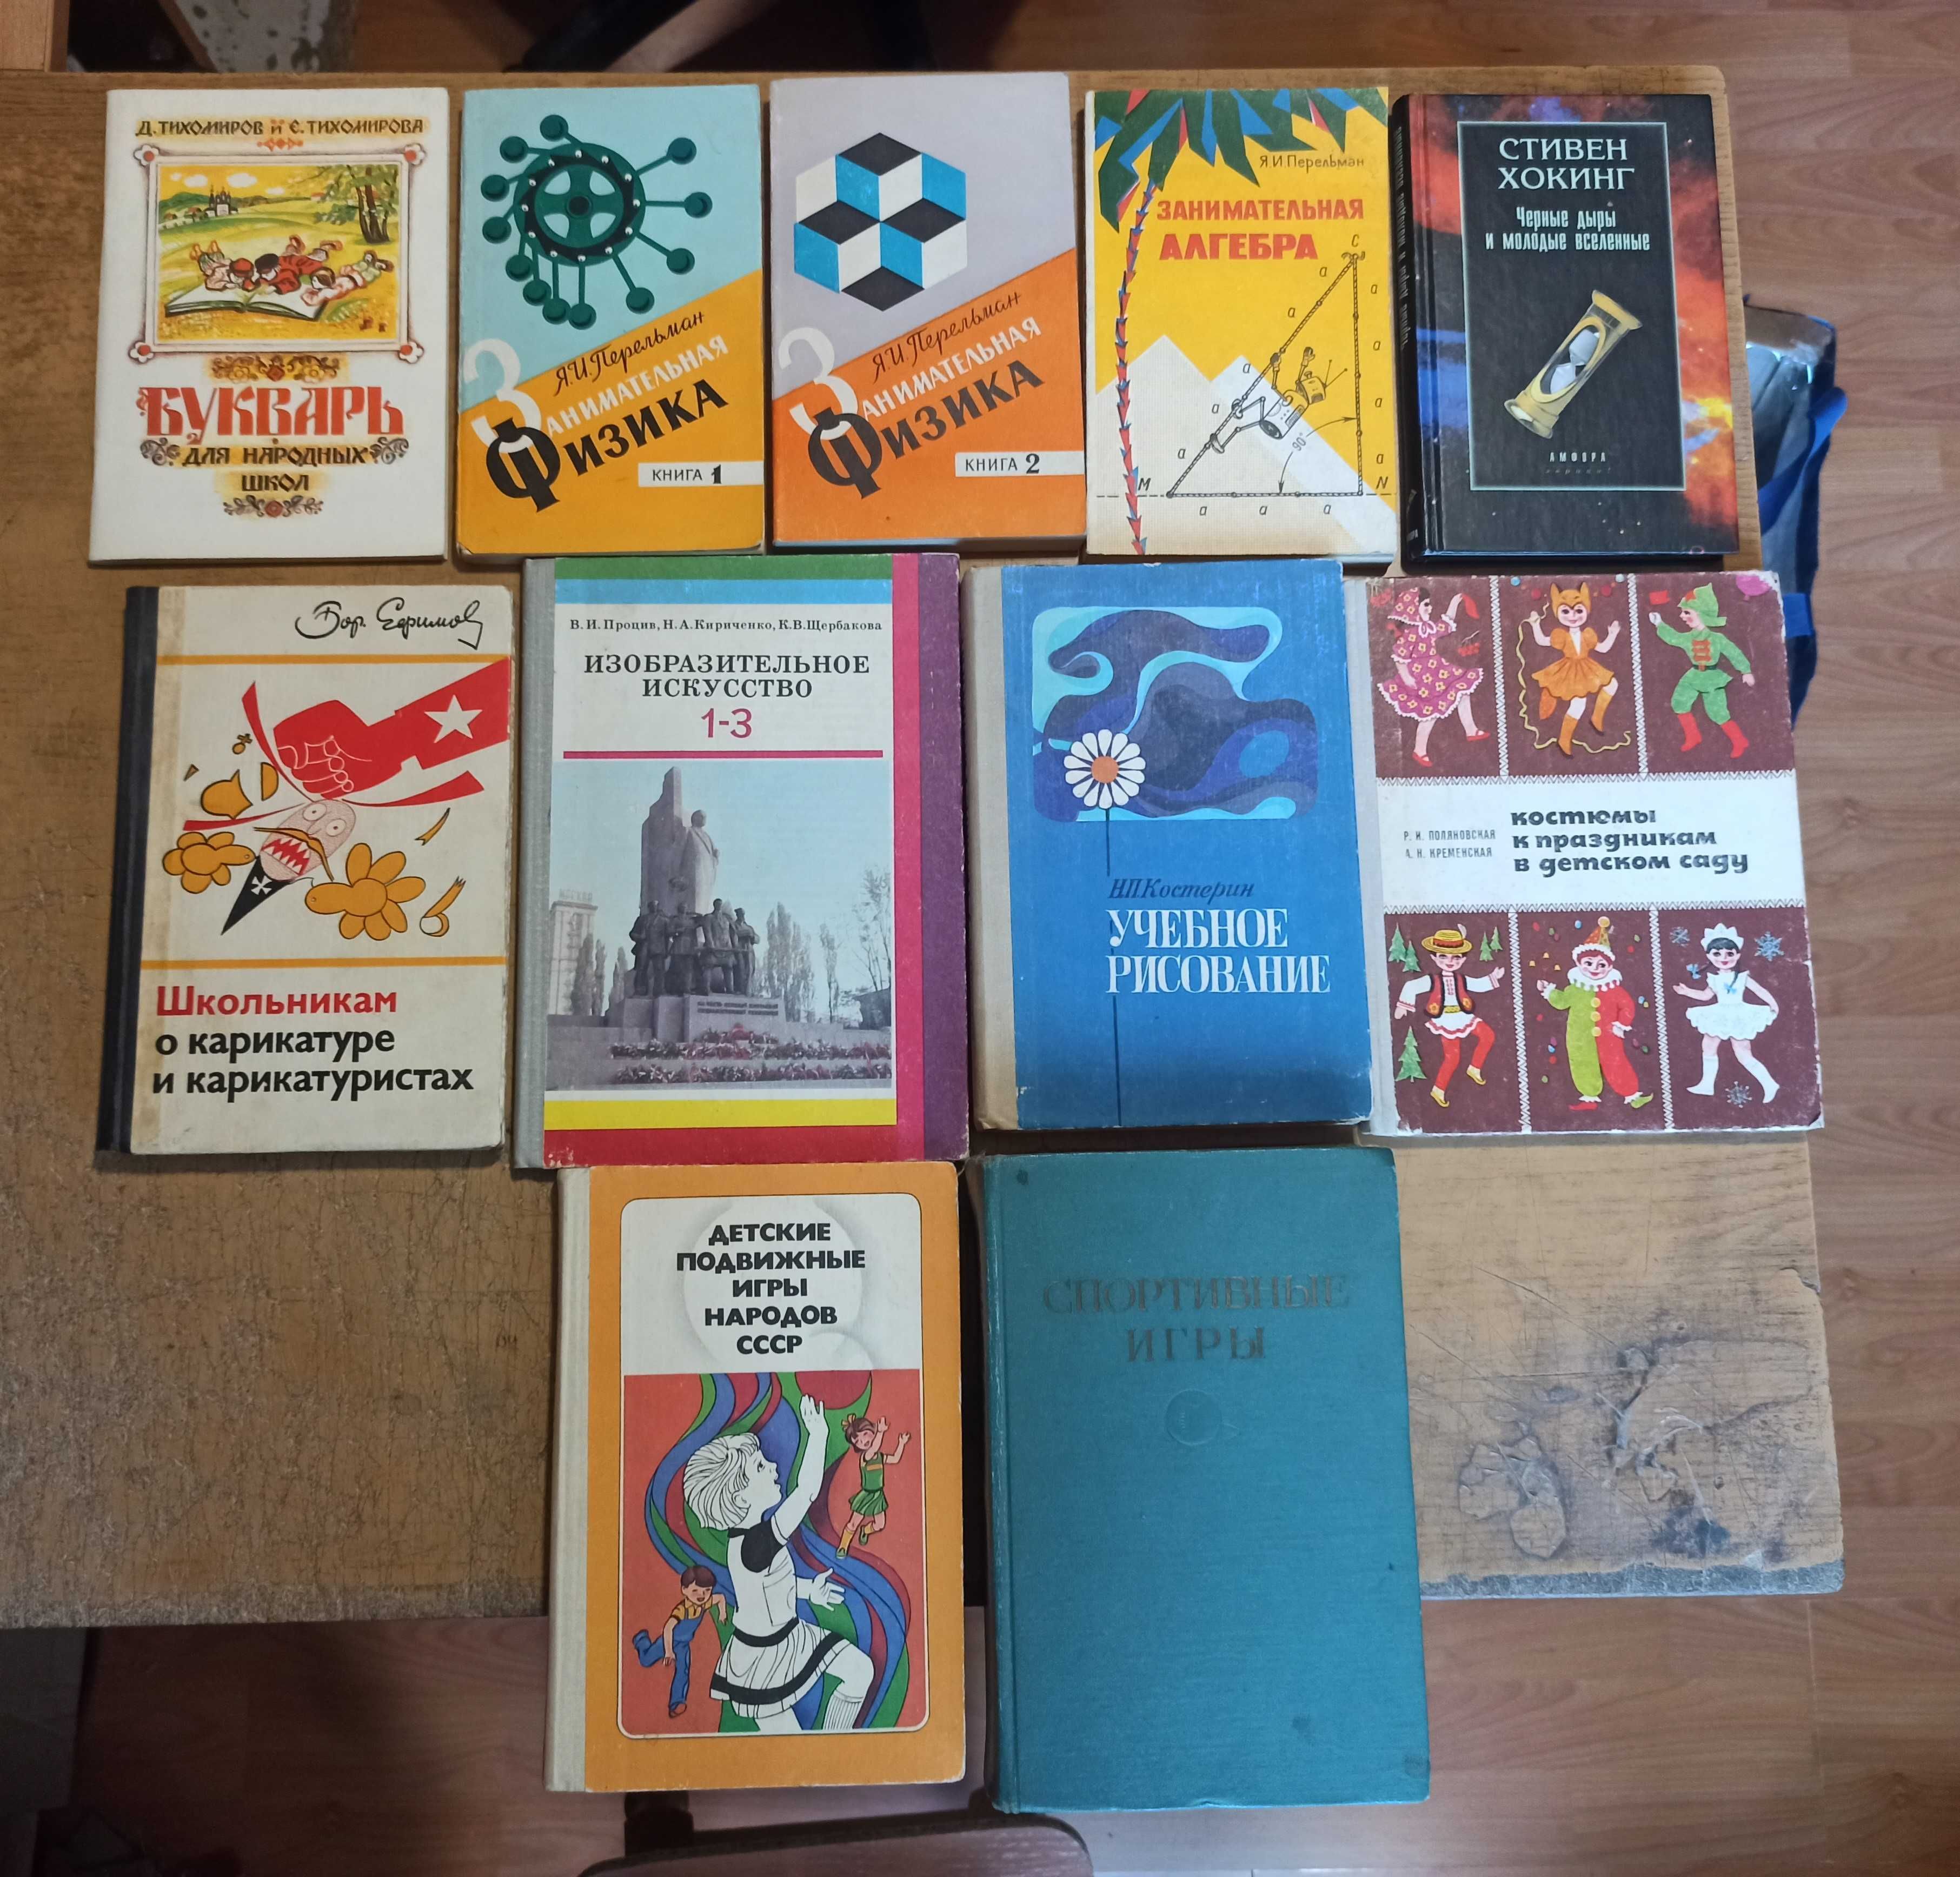 Д. ТИХОМИРОВ и Е. ТИХОМИРОВА
БУКВАРЬ
ДЛЯ НАРОДНЫХ
ШКОЛ
Я.И. Перельман
ЗАНИМАТЕЛЬНАЯ
ФИЗИКА
КНИГА 1
Я.И. Перельман
ЗАНИМАТЕЛЬНАЯ
ФИЗИКА
КНИГА 2
Я.И. Перельман
ЗАНИМАТЕЛЬНАЯ
АЛГЕБРА
C
a
a
a
a
a
a
a
90°
a
a
M
N
a
a
a
СТИВЕН
ХОКИНГ
Черные дыры
и молодые вселенные
АМФОРА
Бор. Ефимов
Школьникам
о карикатуре
и карикатуристах
В. И. Процив, Н. А. Кириченко, К. В. Щербакова
ИЗОБРАЗИТЕЛЬНОЕ
ИСКУССТВО
1-3
Н.П. Костерин
УЧЕБНОЕ
РИСОВАНИЕ
Р. И. ПОЛЯНОВСКАЯ
А. Н. КРЕМЕНСКАЯ
костюмы
к праздникам
в детском саду
ДЕТСКИЕ
ПОДВИЖНЫЕ
ИГРЫ
НАРОДОВ
СССР
СПОРТИВНЫЕ
ИГРЫ